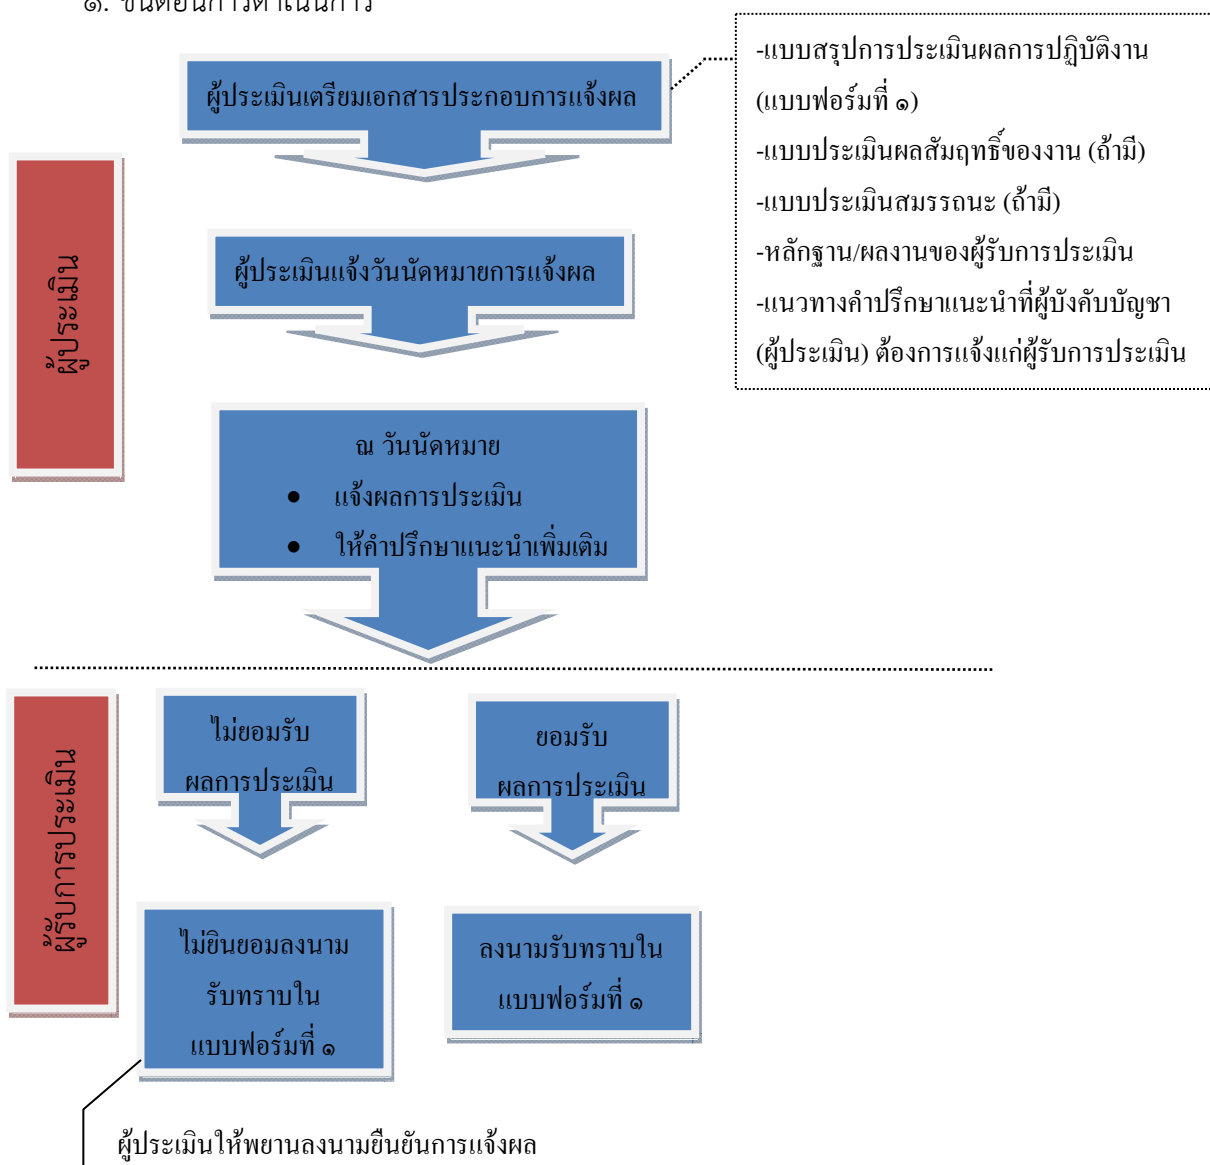 ๑. ขั้นตอนการดำเนินการ
ผู้ประเมินเตรียมเอกสารประกอบการแจ้งผล
-แบบสรุปการประเมินผลการปฏิบัติงาน
(แบบฟอร์มที่ ๑)
-แบบประเมินผลสัมฤทธิ์ของงาน (ถ้ามี)
-แบบประเมินสมรรถนะ (ถ้ามี)
-หลักฐาน/ผลงานของผู้รับการประเมิน
-แนวทางคำปรึกษาแนะนำที่ผู้บังคับบัญชา
(ผู้ประเมิน) ต้องการแจ้งแก่ผู้รับการประเมิน
ผู้ประเมิน
ผู้ประเมินแจ้งวันนัดหมายการแจ้งผล
ณ วันนัดหมาย
● แจ้งผลการประเมิน
● ให้คำปรึกษาแนะนำเพิ่มเติม
ผู้รับการประเมิน
ไม่ยอมรับ
ผลการประเมิน
ยอมรับ
ผลการประเมิน
ไม่ยินยอมลงนาม
รับทราบใน
แบบฟอร์มที่ ๑
ลงนามรับทราบใน
แบบฟอร์มที่ ๑
ผู้ประเมินให้พยานลงนามยืนยันการแจ้งผล